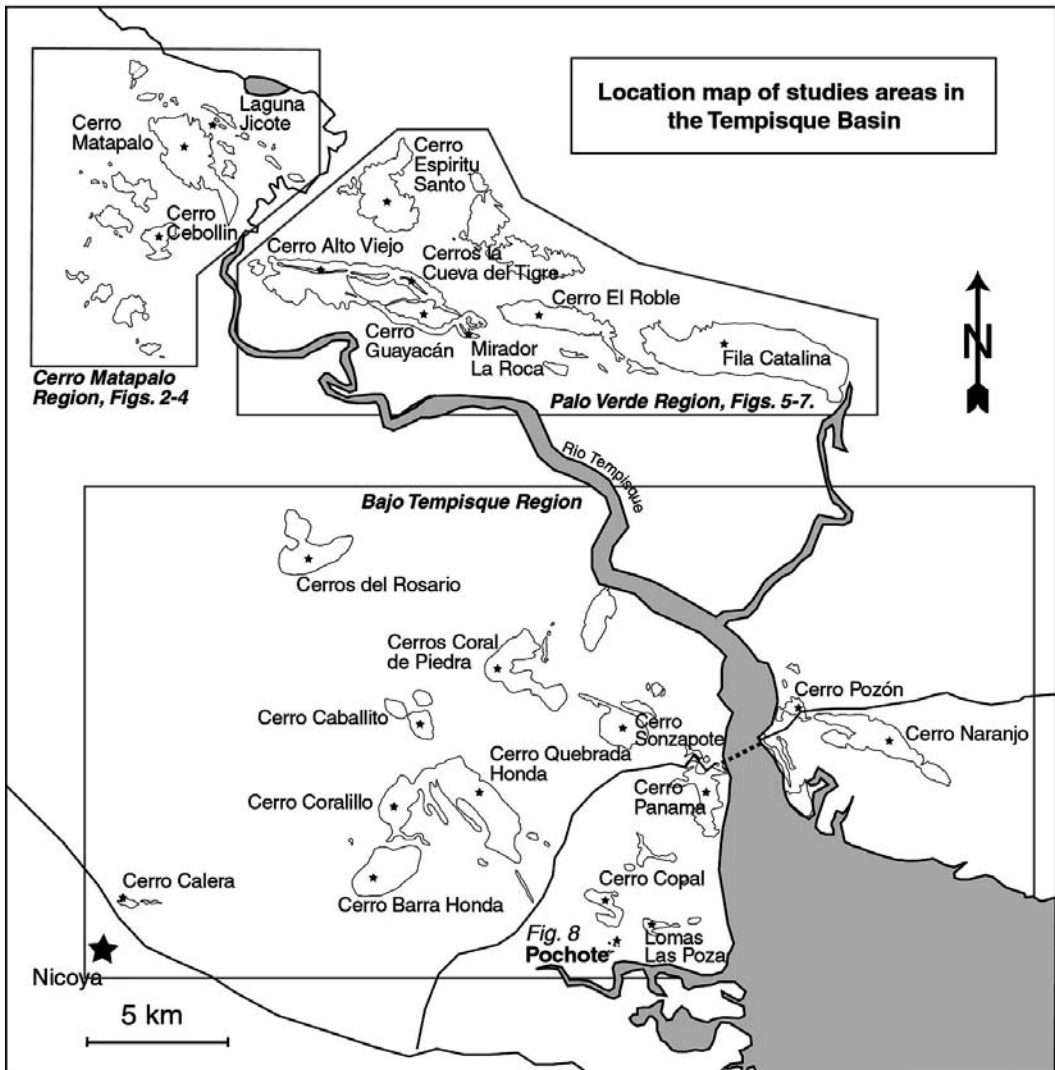 Location map of studies areas in
the Tempisque Basin
Laguna
Jicote
Cerro
Matapalo
Cerro
Cebollin
Cerro
Espiritu
Santo
Cerro Alto Viejo
Cerros la
Cueva del Tigre
Cerro El Roble
Cerro
Guayacán
Mirador
La Roca
Fila Catalina
N
Cerro Matapalo
Region, Figs. 2-4
Palo Verde Region, Figs. 5-7.
Rio Tempisque
Bajo Tempisque Region
Cerros del Rosario
Cerros Coral
de Piedra
Cerro Pozón
Cerro Caballito
Cerro
Sonzapote
Cerro Naranjo
Cerro Quebrada
Honda
Cerro Coralillo
Cerro
Panama
Cerro Calera
Cerro Barra Honda
Cerro Copal
Fig. 8
Pochote
Lomas
Las Poza
Nicoya
5 km